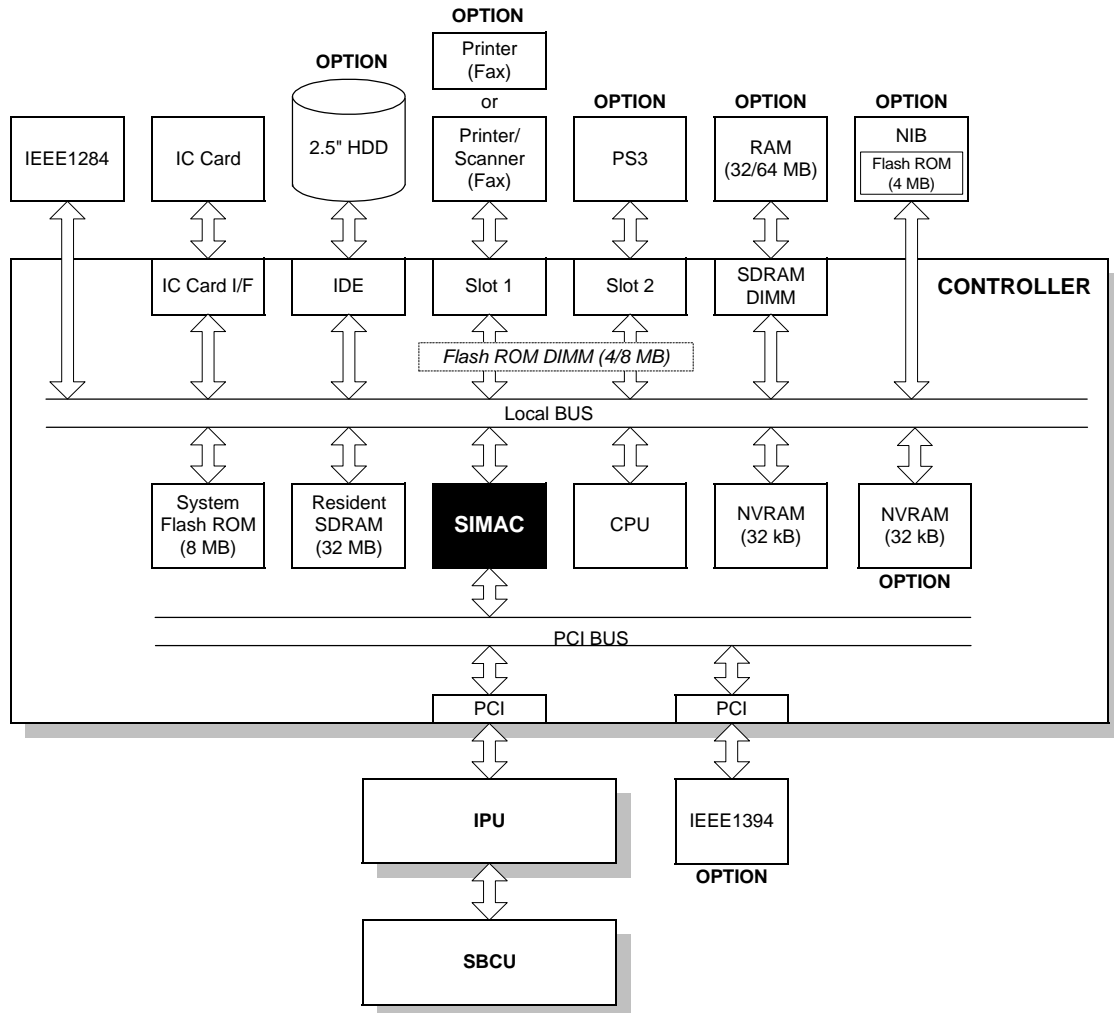 OPTION
Printer
(Fax)
or
OPTION
OPTION
OPTION
OPTION
IEEE1284
IC Card
2.5" HDD
Printer/
Scanner
(Fax)
PS3
RAM
(32/64 MB)
NIB
Flash ROM
(4 MB)
IC Card I/F
IDE
Slot 1
Slot 2
SDRAM
DIMM
CONTROLLER
Flash ROM DIMM (4/8 MB)
Local BUS
System
Flash ROM
(8 MB)
Resident
SDRAM
(32 MB)
SIMAC
CPU
NVRAM
(32 kB)
NVRAM
(32 kB)
OPTION
PCI BUS
PCI
PCI
IPU
IEEE1394
OPTION
SBCU